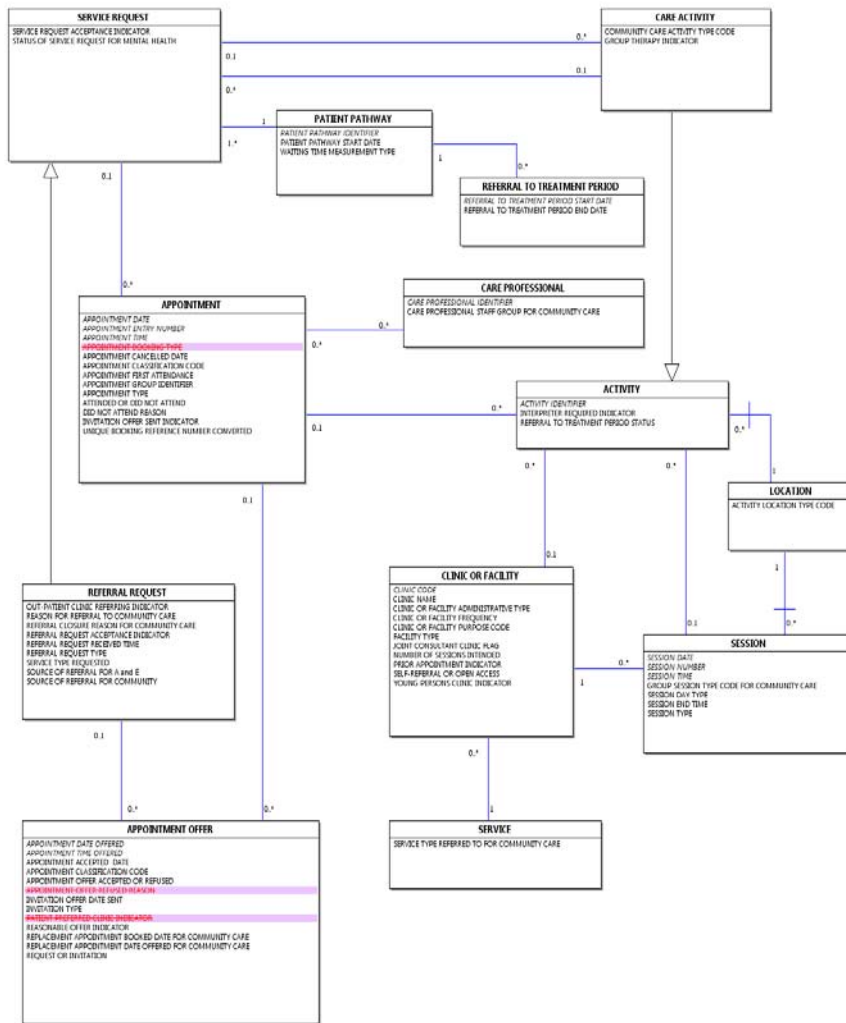 SERVICE REQUEST
SERVICE REQUEST ACCEPTANCE INDICATOR
STATUS OF SERVICE REQUEST FOR MENTAL HEALTH
CARE ACTIVITY
COMMUNITY CARE ACTIVITY TYPE CODE
GROUP THERAPY INDICATOR
0..*
0.1
0.1
0..*
1
1..*
PATIENT PATHWAY
PATIENT PATHWAY IDENTIFIER
PATIENT PATHWAY START DATE
WAITING TIME MEASUREMENT TYPE
1
0..*
0.1
REFERRAL TO TREATMENT PERIOD
REFERRAL TO TREATMENT PERIOD START DATE
REFERRAL TO TREATMENT PERIOD END DATE
0..*
APPOINTMENT
APPOINTMENT DATE
APPOINTMENT ENTRY NUMBER
APPOINTMENT TIME
APPOINTMENT BOOKING TYPE
APPOINTMENT CANCELLED DATE
APPOINTMENT CLASSIFICATION CODE
APPOINTMENT FIRST ATTENDANCE
APPOINTMENT GROUP IDENTIFIER
APPOINTMENT TYPE
ATTENDED OR DID NOT ATTEND
DID NOT ATTEND REASON
INVITATION OFFER SENT INDICATOR
UNIQUE BOOKING REFERENCE NUMBER CONVERTED
CARE PROFESSIONAL
CARE PROFESSIONAL IDENTIFIER
CARE PROFESSIONAL STAFF GROUP FOR COMMUNITY CARE
0..*
0..*
ACTIVITY
ACTIVITY IDENTIFIER
INTERPRETER REQUIRED INDICATOR
REFERRAL TO TREATMENT PERIOD STATUS
0..*
0.1
0..*
1
0..*
0..*
LOCATION
ACTIVITY LOCATION TYPE CODE
0.1
0.1
1
0..*
0.1
REFERRAL REQUEST
OUT-PATIENT CLINIC REFERRING INDICATOR
REASON FOR REFERRAL TO COMMUNITY CARE
REFERRAL CLOSURE REASON FOR COMMUNITY CARE
REFERRAL REQUEST ACCEPTANCE INDICATOR
REFERRAL REQUEST RECEIVED TIME
REFERRAL REQUEST TYPE
SERVICE TYPE REQUESTED
SOURCE OF REFERRAL FOR A and E
SOURCE OF REFERRAL FOR COMMUNITY
CLINIC OR FACILITY
CLINIC CODE
CLINIC NAME
CLINIC OR FACILITY ADMINISTRATIVE TYPE
CLINIC OR FACILITY FREQUENCY
CLINIC OR FACILITY PURPOSE CODE
FACILITY TYPE
JOINT CONSULTANT CLINIC FLAG
NUMBER OF SESSIONS INTENDED
PRIOR APPOINTMENT INDICATOR
SELF-REFERRAL OR OPEN ACCESS
YOUNG PERSONS CLINIC INDICATOR
SESSION
SESSION DATE
SESSION NUMBER
SESSION TIME
GROUP SESSION TYPE CODE FOR COMMUNITY CARE
SESSION DAY TYPE
SESSION END TIME
SESSION TYPE
0..*
1
0.1
0..*
0..*
0..*
1
APPOINTMENT OFFER
APPOINTMENT DATE OFFERED
APPOINTMENT TIME OFFERED
APPOINTMENT ACCEPTED DATE
APPOINTMENT CLASSIFICATION CODE
APPOINTMENT OFFER ACCEPTED OR REFUSED
APPOINTMENT OFFER REFUSED REASON
INVITATION OFFER DATE SENT
INVITATION TYPE
PATIENT PREFERRED CLINIC INDICATOR
REASONABLE OFFER INDICATOR
REPLACEMENT APPOINTMENT BOOKED DATE FOR COMMUNITY CARE
REPLACEMENT APPOINTMENT DATE OFFERED FOR COMMUNITY CARE
REQUEST OR INVITATION
SERVICE
SERVICE TYPE REFERRED TO FOR COMMUNITY CARE